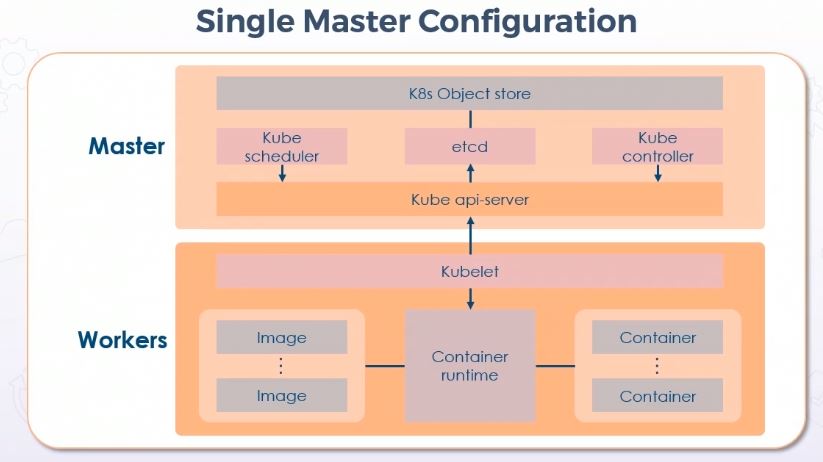 Single Master Configuration
K8s Object store
Master
Kube
scheduler
etcd
Kube
controller
Kube api-server
Kubelet
Workers
Image
Image
Container
runtime
Container
Container